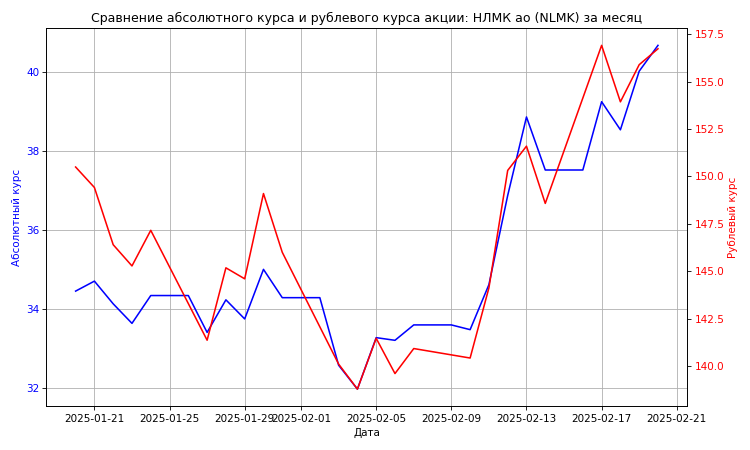 Сравнение абсолютного курса и рублевого курса акции: НЛМК ао (NLMK) за месяц
157.5
155.0
152.5
150.0
147.5
145.0
142.5
140.0
40
38
36
34
32
Абсолютный курс
Рублевый курс
2025-01-21 2025-01-25 2025-01-29 2025-02-01 2025-02-05 2025-02-09 2025-02-13 2025-02-17 2025-02-21
Дата